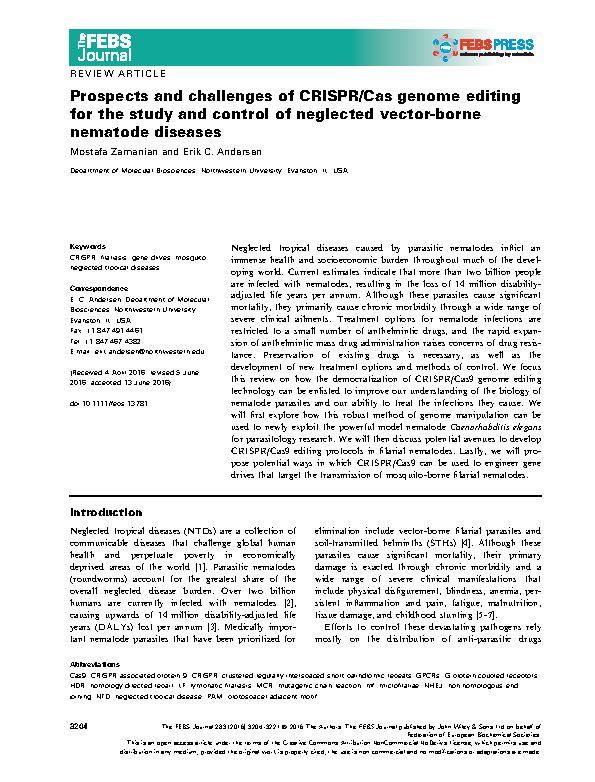 The FEBS
Journal
FEBSPRESS
science publishing by scientists
REVIEW ARTICLE
Prospects and challenges of CRISPR/Cas genome editing
for the study and control of neglected vector-borne
nematode diseases
Mostafa Zamanian and Erik C. Andersen
Department of Molecular Biosciences, Northwestern University, Evanston, IL, USA
Keywords
CRISPR; filariasis; gene drives; mosquito;
neglected tropical diseases
Correspondence
E. C. Andersen, Department of Molecular
Biosciences, Northwestern University,
Evanston, IL, USA
Fax: +1 847 491 4461
Tel: +1 847 467 4382
E-mail: erik.andersen@northwestern.edu
(Received 4 April 2016, revised 5 June
2016, accepted 13 June 2016)
doi:10.1111/febs.13781
Neglected tropical diseases caused by parasitic nematodes inflict an
immense health and socioeconomic burden throughout much of the devel-
oping world. Current estimates indicate that more than two billion people
are infected with nematodes, resulting in the loss of 14 million disability-
adjusted life years per annum. Although these parasites cause significant
mortality, they primarily cause chronic morbidity through a wide range of
severe clinical ailments. Treatment options for nematode infections are
restricted to a small number of anthelmintic drugs, and the rapid expan-
sion of anthelmintic mass drug administration raises concerns of drug resis-
tance. Preservation of existing drugs is necessary, as well as the
development of new treatment options and methods of control. We focus
this review on how the democratization of CRISPR/Cas9 genome editing
technology can be enlisted to improve our understanding of the biology of
nematode parasites and our ability to treat the infections they cause. We
will first explore how this robust method of genome manipulation can be
used to newly exploit the powerful model nematode Caenorhabditis elegans
for parasitology research. We will then discuss potential avenues to develop
CRISPR/Cas9 editing protocols in filarial nematodes. Lastly, we will pro-
pose potential ways in which CRISPR/Cas9 can be used to engineer gene
drives that target the transmission of mosquito-borne filarial nematodes.
Introduction
Neglected tropical diseases (NTDs) are a collection of
communicable diseases that challenge global human
health and perpetuate poverty in economically
deprived areas of the world [1]. Parasitic nematodes
(roundworms) account for the greatest share of the
overall neglected disease burden. Over two billion
humans are currently infected with nematodes [2],
causing upwards of 14 million disability-adjusted life
years (DALYs) lost per annum [3]. Medically impor-
tant nematode parasites that have been prioritized for
elimination include vector-borne filarial parasites and
soil-transmitted helminths (STHs) [4]. Although these
parasites cause significant mortality, their primary
damage is exacted through chronic morbidity and a
wide range of severe clinical manifestations that
include physical disfigurement, blindness, anemia, per-
sistent inflammation and pain, fatigue, malnutrition,
tissue damage, and childhood stunting [5–7].
Efforts to control these devastating pathogens rely
mostly on the distribution of anti-parasitic drugs
Abbreviations
Cas9, CRISPR associated protein 9; CRISPR, clustered regularly interspaced short palindromic repeats; GPCRs, G protein-coupled receptors;
HDR, homology-directed repair; LF, lymphatic filariasis; MCR, mutagenic chain reaction; mf, microfilariae; NHEJ, non-homologous end
joining; NTD, neglected tropical disease; PAM, protospacer adjacent motif.
3204
The FEBS Journal 283 (2016) 3204–3221 © 2016 The Authors. The FEBS Journal published by John Wiley & Sons Ltd on behalf of
Federation of European Biochemical Societies.
This is an open access article under the terms of the Creative Commons Attribution-NonCommercial-NoDerivs License, which permits use and
distribution in any medium, provided the original work is properly cited, the use is non-commercial and no modifications or adaptations are made.